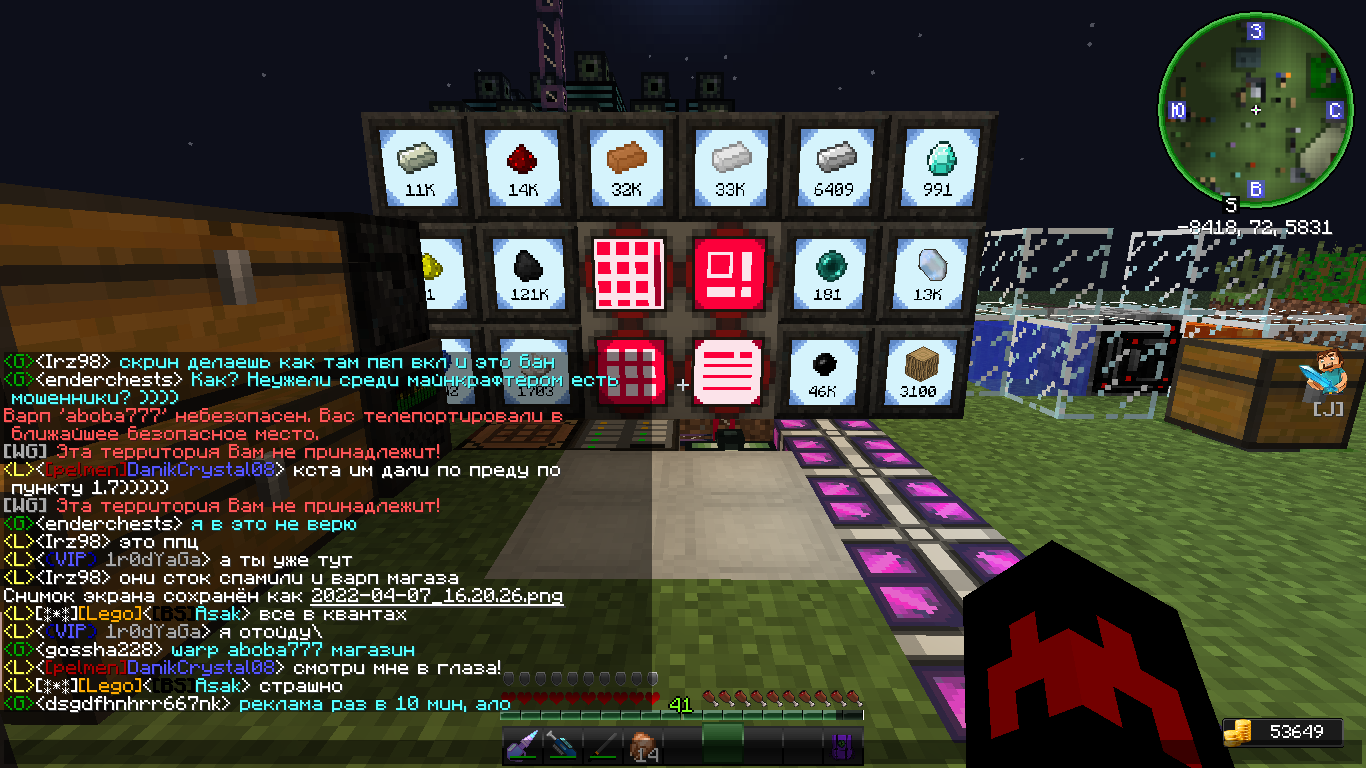 З
Ю
С
В
S
-8418, 72, 5831
11K
14K
32K
33K
6409
991
1
121K
181
13K
1703
46K
3100
<G><Irz98> скрин делаешь как там пвп вкл и это бан
<G><enderchests> Как? Неужели среди майнкрафтером есть
мошенники? ))))
Варп 'aboba777' небезопасен. Вас телепортировали в
ближайшее безопасное место.
[WG] Эта территория Вам не принадлежит!
<L><[pelmen]DanikCrystal08> кста им дали по преду по
пункту 1.7)))))
[WG] Эта территория Вам не принадлежит!
<G><enderchests> я в это не верю
<L><Irz98> это ппц
<L><(VIP) 1r0dYaGa> а ты уже тут
<L><Irz98> они сток спамили и варп магаза
Снимок экрана сохранён как 2022-04-07_16.20.26.png
<L>[⁑*⁑][Lego]<[BS]Asak> все в квантах
<L><(VIP) 1r0dYaGa> я отойду\
<G><gossha228> warp aboba777 магазин
<L><[pelmen]DanikCrystal08> смотри мне в глаза!
<L>[⁑*⁑][Lego]<[BS]Asak> страшно
<G><dsgdfhnhrr667nk> реклама раз в 10 мин, ало
[J]
41
14
53649